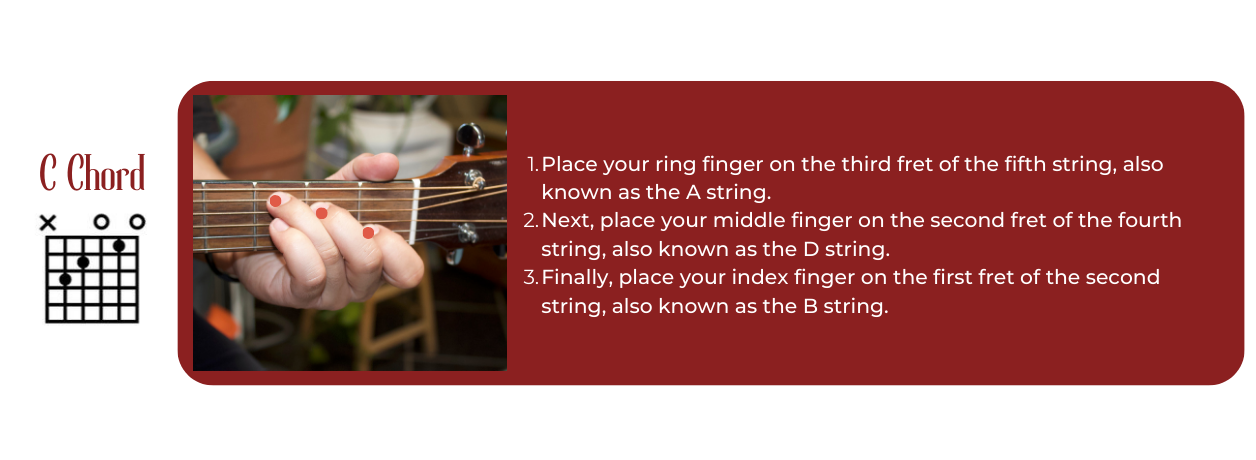 C Chord
x o o
1. Place your ring finger on the third fret of the fifth string, also
known as the A string.
2. Next, place your middle finger on the second fret of the fourth
string, also known as the D string.
3. Finally, place your index finger on the first fret of the second
string, also known as the B string.